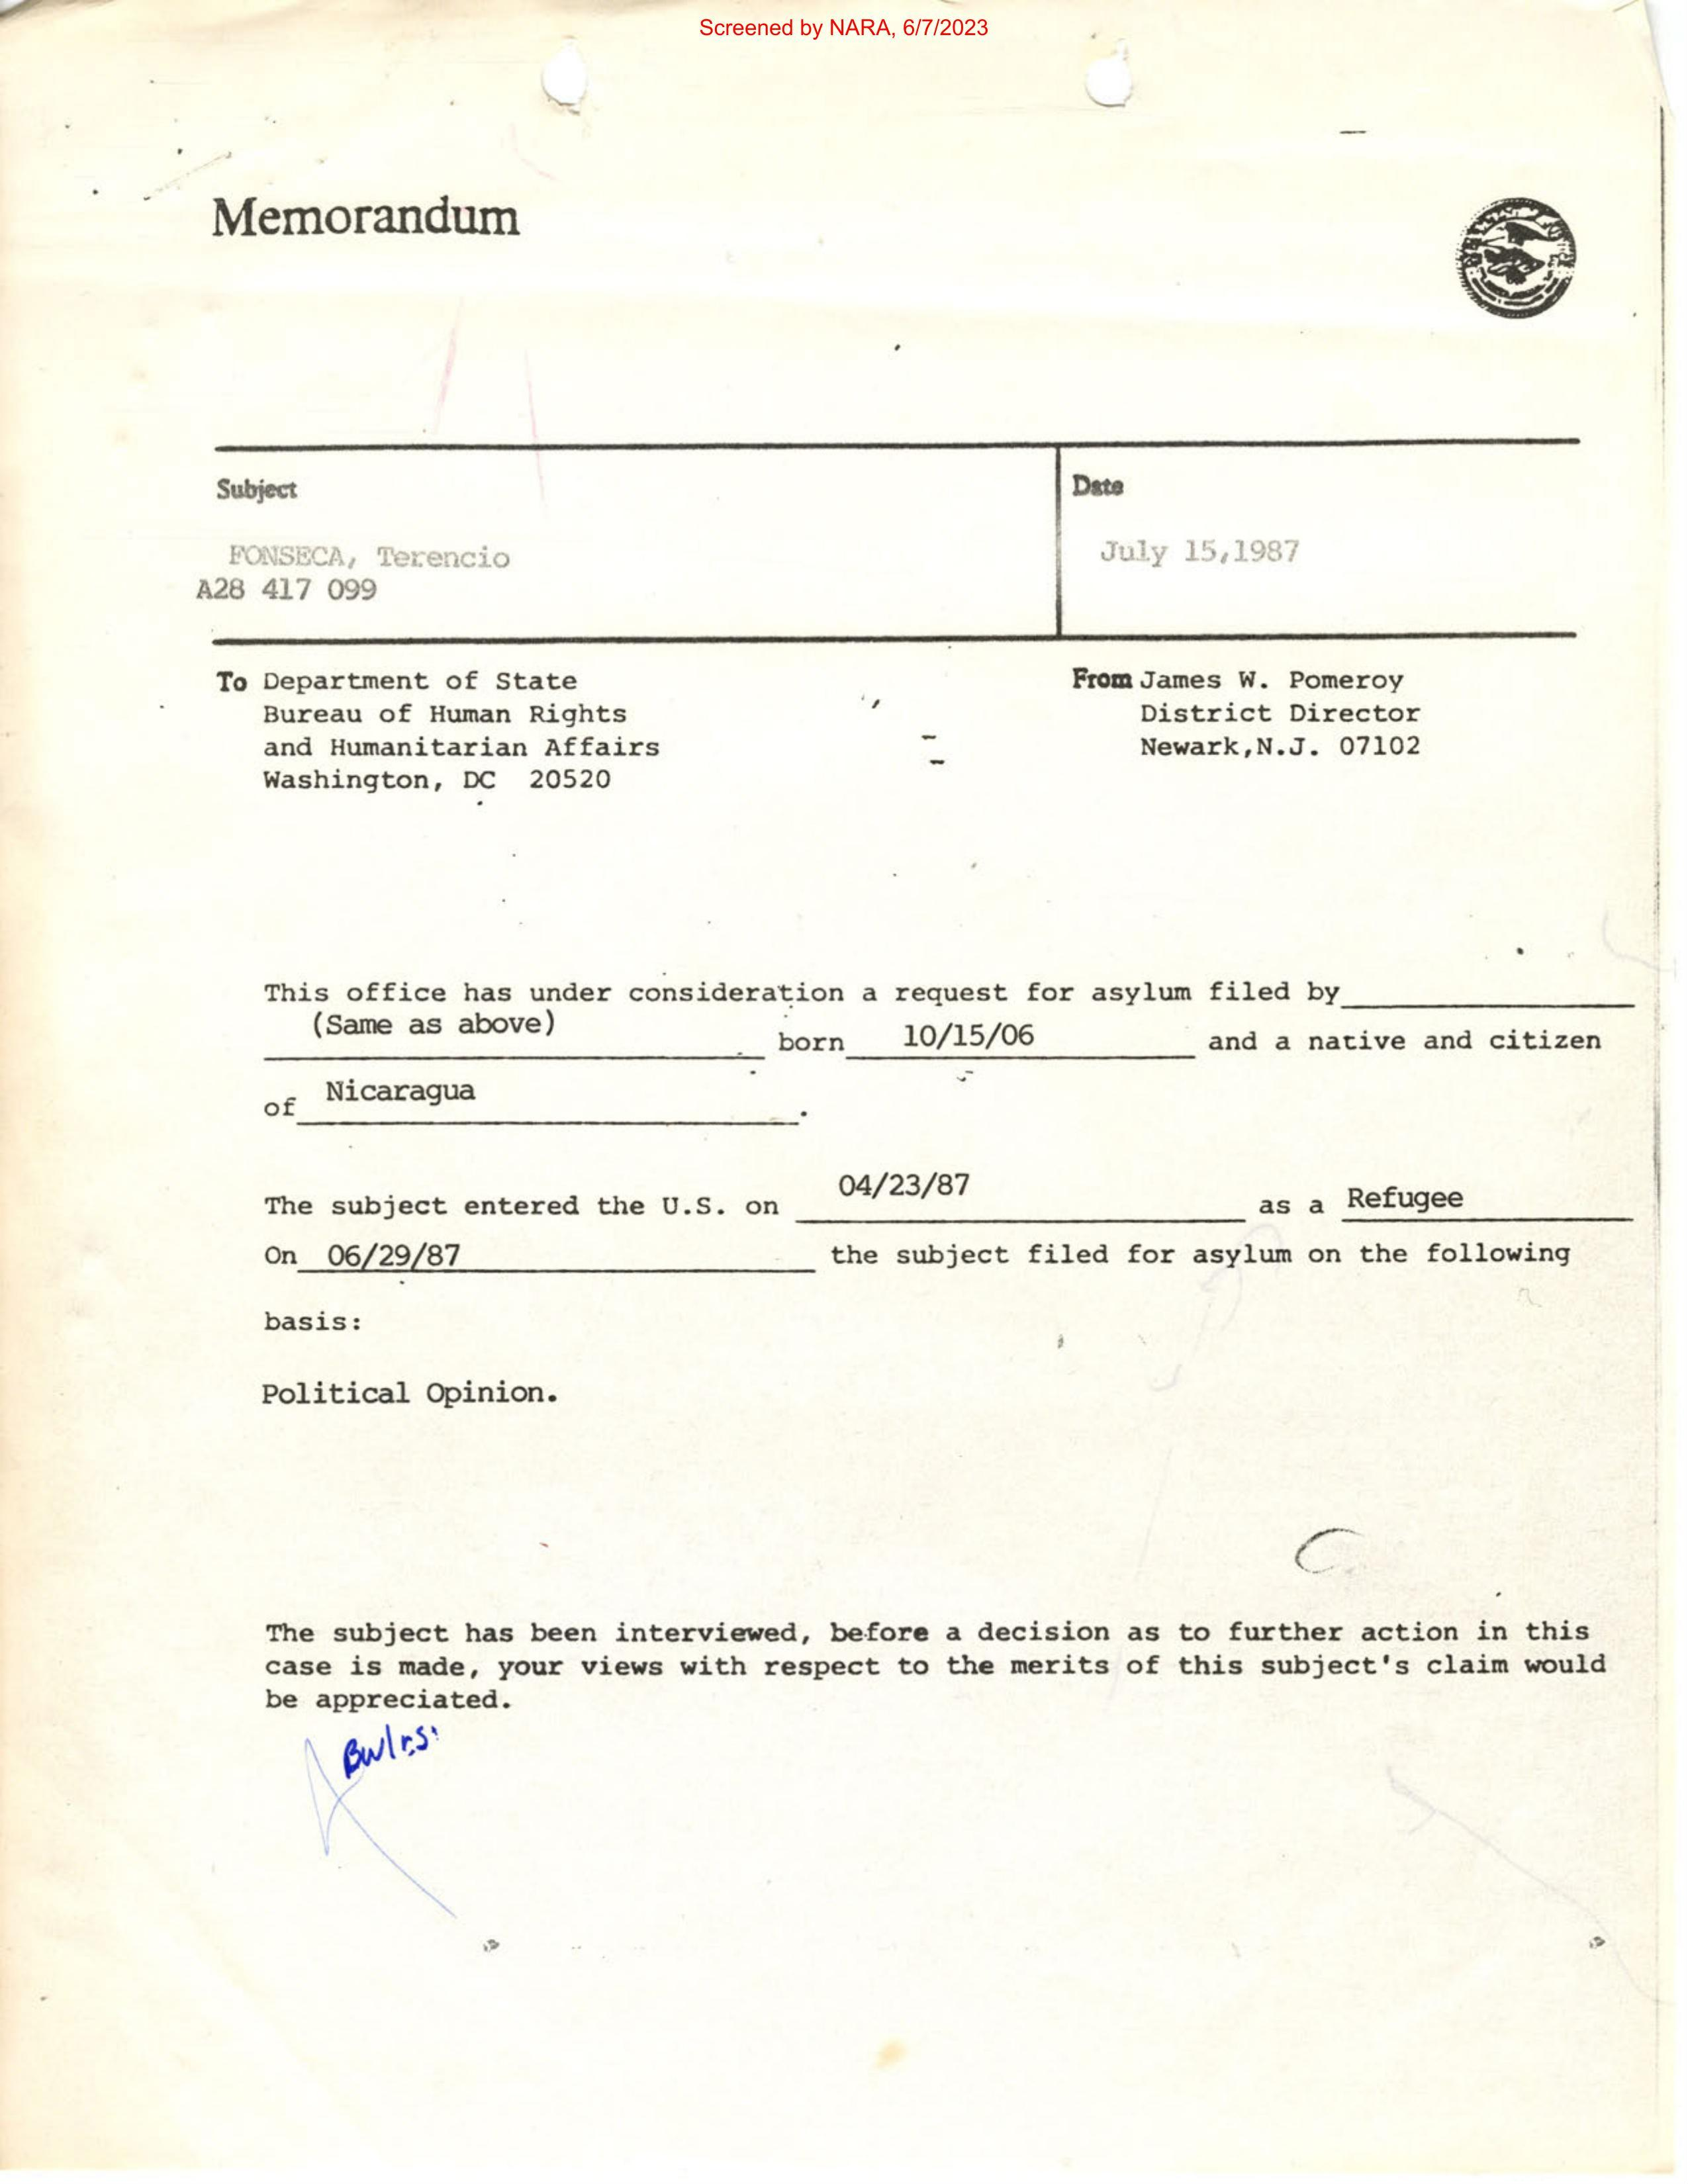 Screened by NARA, 6/7/2023
Memorandum
Subject
Date
FONSECA, Terencio
July 15,1987
A28 417 099
To Department of State
Bureau of Human Rights
and Humanitarian Affairs
Washington, DC 20520
From James W. Pomeroy
District Director
Newark,N.J. 07102
This office has under consideration a request for asylum filed by
(Same as above) born 10/15/06 and a native and citizen
of Nicaragua.
The subject entered the U.S. on 04/23/87 as a Refugee
On 06/29/87 the subject filed for asylum on the following
basis:
Political Opinion.
The subject has been interviewed, before a decision as to further action in this
case is made, your views with respect to the merits of this subject's claim would
be appreciated.